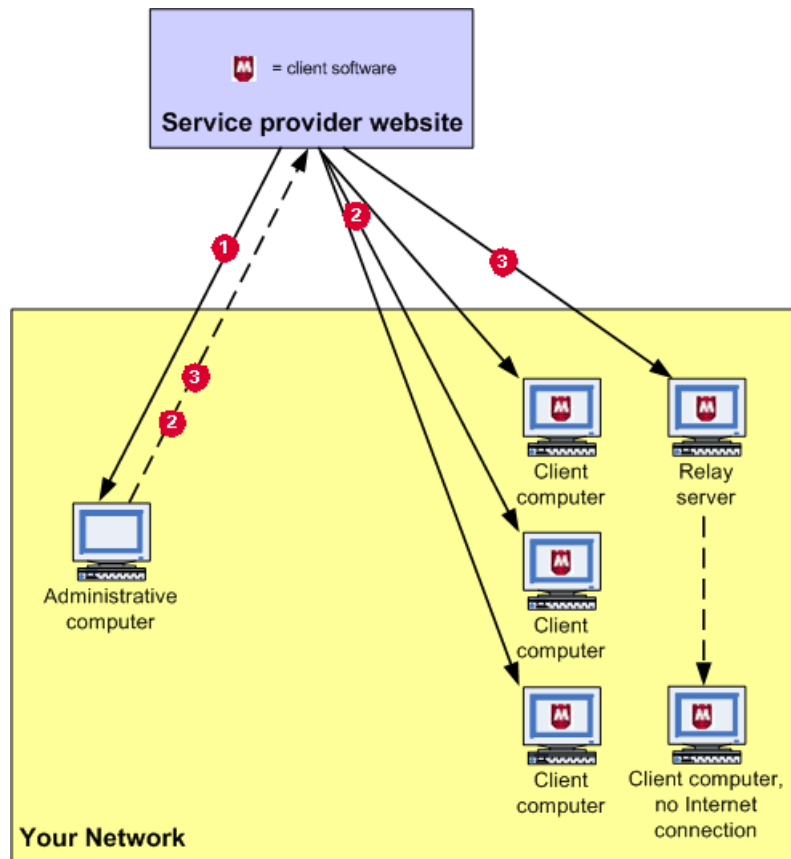 = client software
Service provider website
1
2
3
3
2
Client
computer
Relay
server
Administrative
computer
Client
computer
Client
computer
Client computer,
no Internet
connection
Your Network